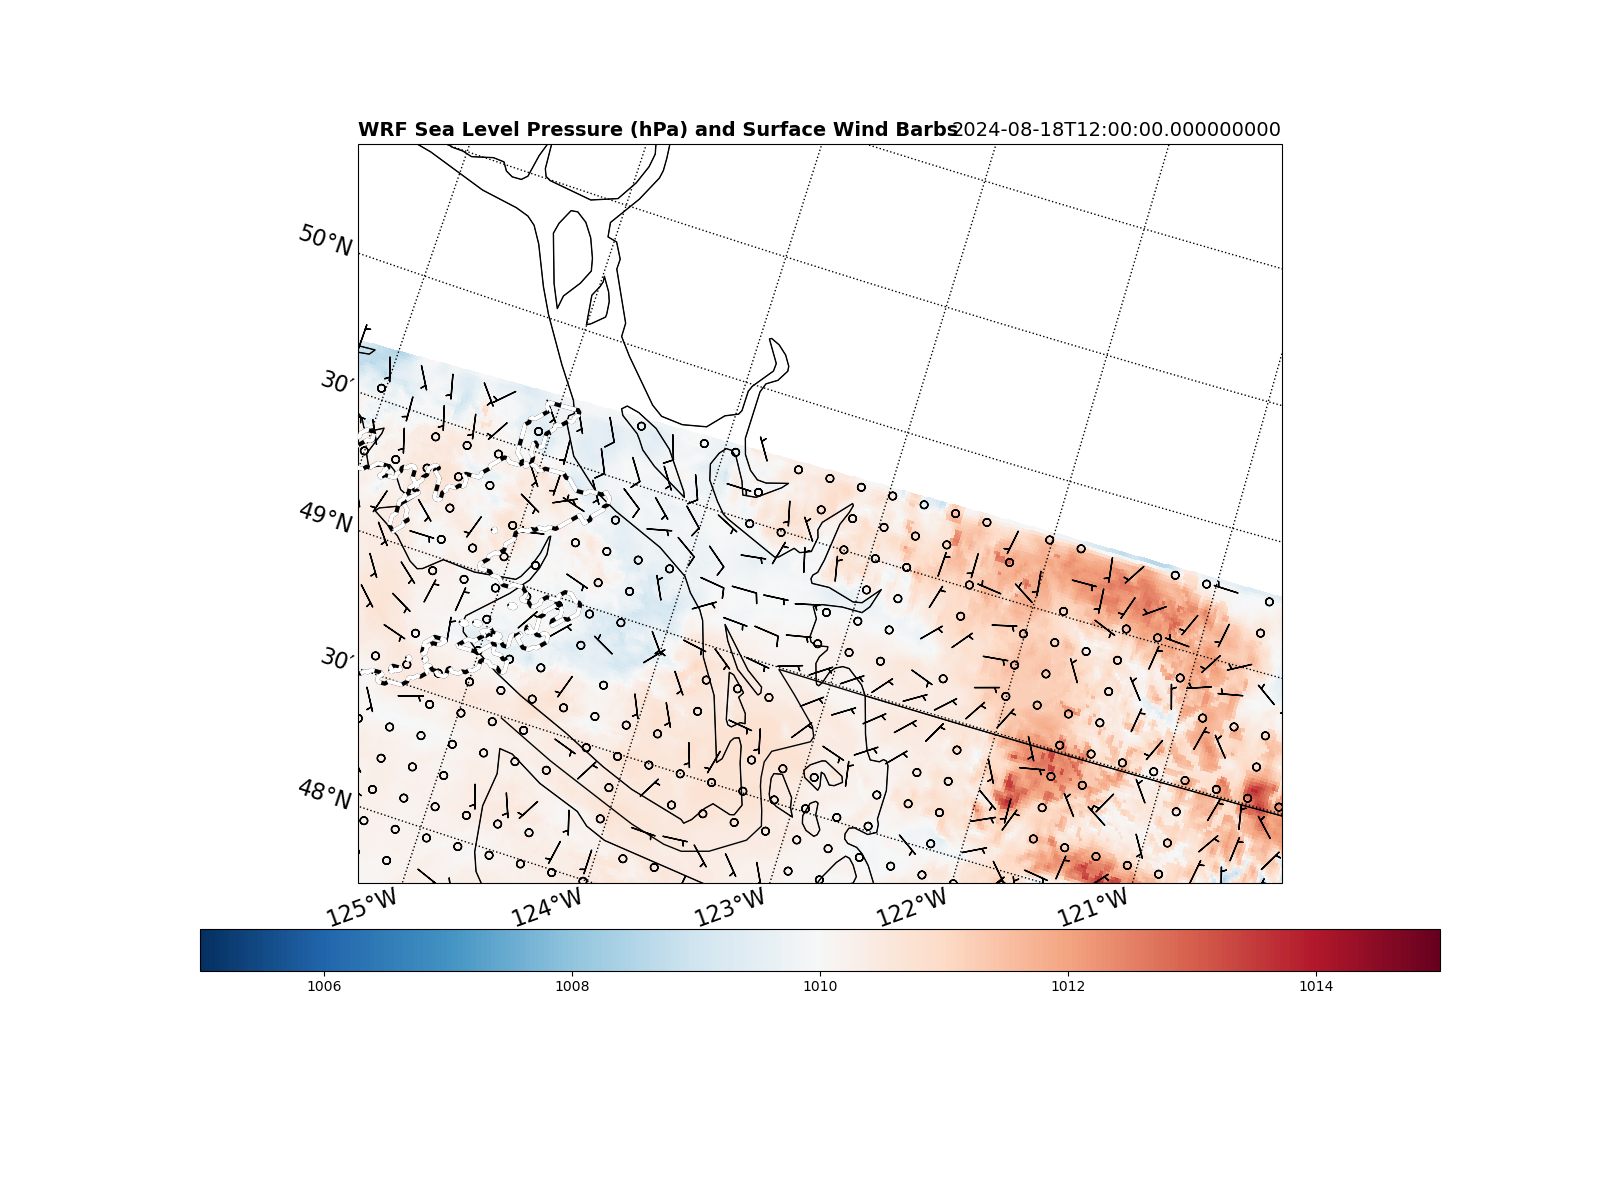 WRF Sea Level Pressure (hPa) and Surface Wind Barbs 2024-08-18T12:00:00.000000000
50°N
30′
49°N
30′
48°N
125°W 124°W 123°W 122°W 121°W
1006 1008 1010 1012 1014